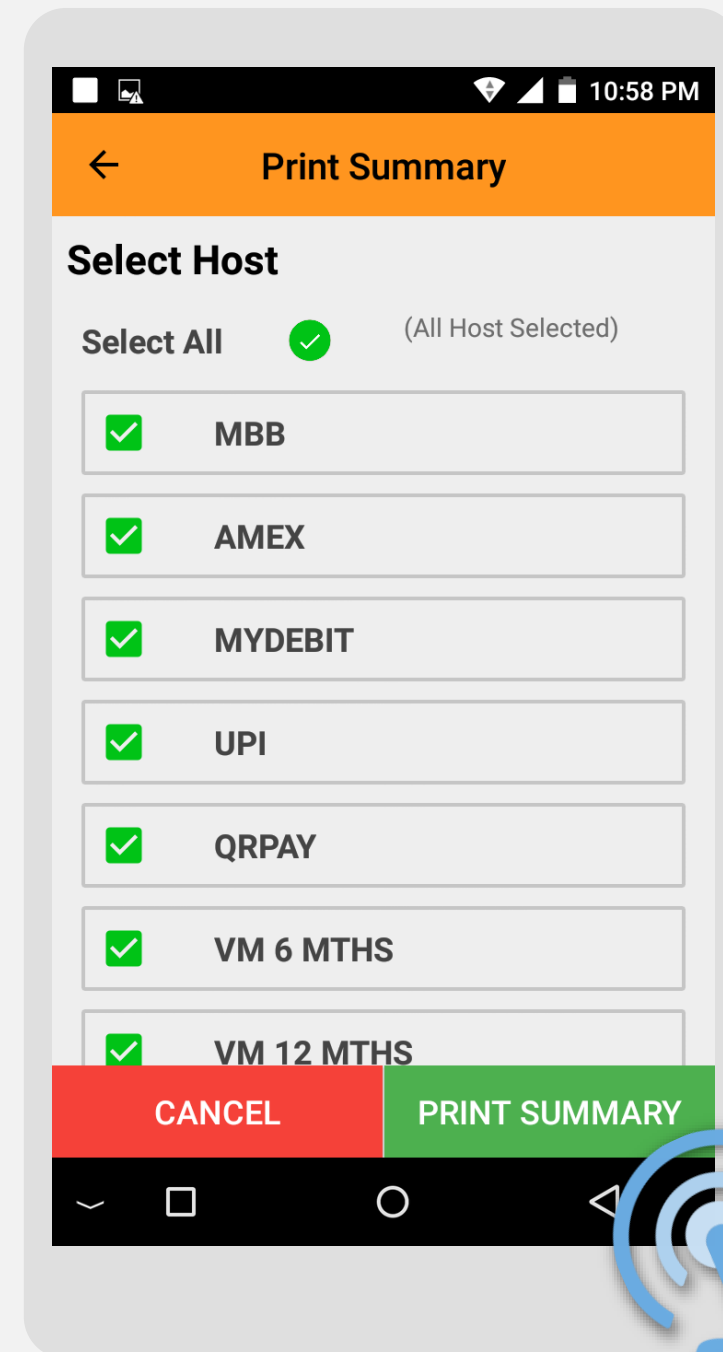 10:58 PM
Print Summary
Select Host
Select All (All Host Selected)
MBB
AMEX
MYDEBIT
UPI
QRPAY
VM 6 MTHS
VM 12 MTHS
CANCEL PRINT SUMMARY